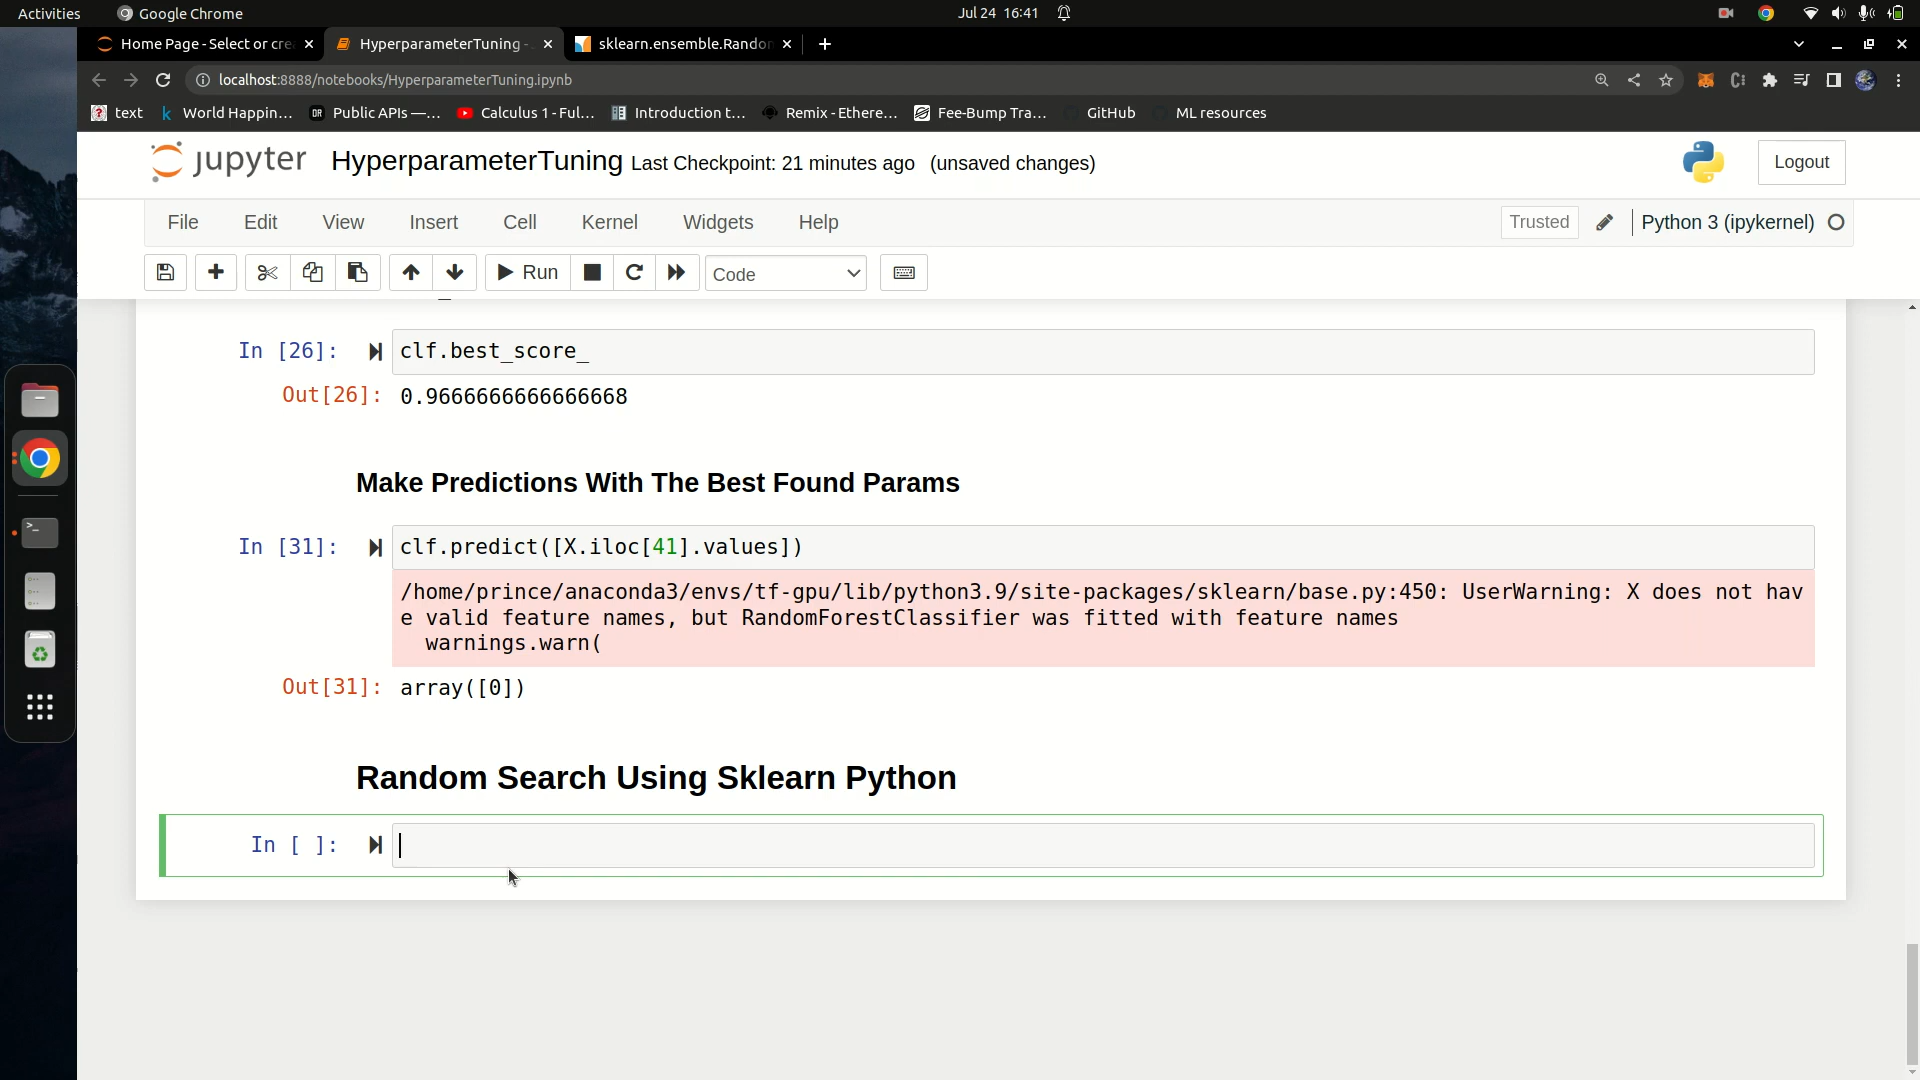 Activities Google Chrome Jul 24 16:41
Home Page - Select or cre HyperparameterTuning - sklearn.ensemble.Random
localhost:8888/notebooks/HyperparameterTuning.ipynb
text World Happin... Public APIs —... Calculus 1 - Ful... Introduction t... Remix - Ethere... Fee-Bump Tra... GitHub ML resources
jupyter HyperparameterTuning Last Checkpoint: 21 minutes ago (unsaved changes) Logout
File Edit View Insert Cell Kernel Widgets Help Trusted Python 3 (ipykernel)
Run Code
In [26]: clf.best_score_
Out[26]: 0.9666666666666668
Make Predictions With The Best Found Params
In [31]: clf.predict([X.iloc[41].values])
/home/prince/anaconda3/envs/tf-gpu/lib/python3.9/site-packages/sklearn/base.py:450: UserWarning: X does not hav
e valid feature names, but RandomForestClassifier was fitted with feature names
warnings.warn(
Out[31]: array([0])
Random Search Using Sklearn Python
In [ ]: